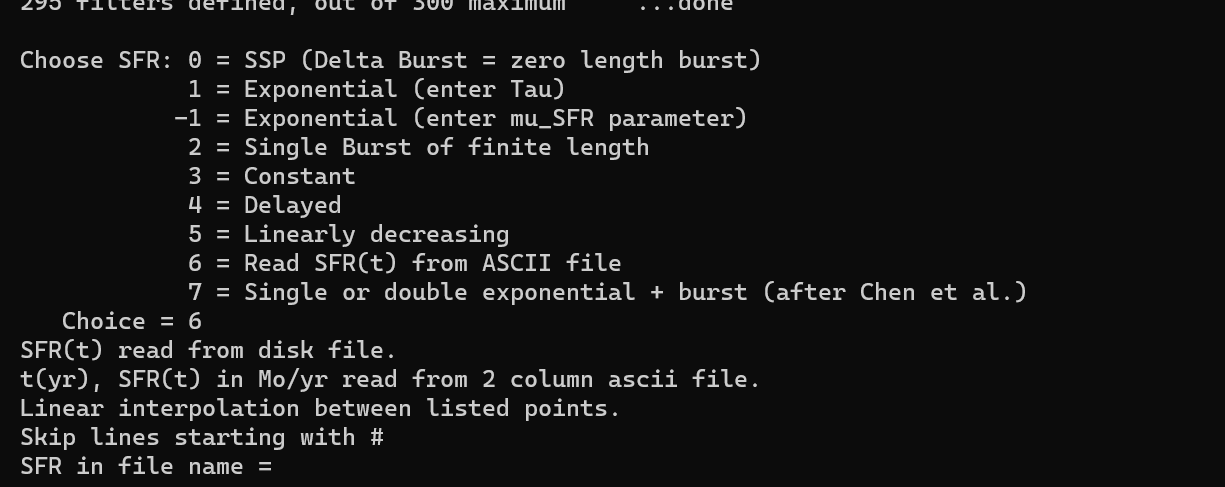 295 filters defined, out of 300 maximum     ...done
Choose SFR: 0 = SSP (Delta Burst = zero length burst)
            1 = Exponential (enter Tau)
           -1 = Exponential (enter mu_SFR parameter)
            2 = Single Burst of finite length
            3 = Constant
            4 = Delayed
            5 = Linearly decreasing
            6 = Read SFR(t) from ASCII file
            7 = Single or double exponential + burst (after Chen et al.)
   Choice = 6
SFR(t) read from disk file.
t(yr), SFR(t) in Mo/yr read from 2 column ascii file.
Linear interpolation between listed points.
Skip lines starting with #
SFR in file name =